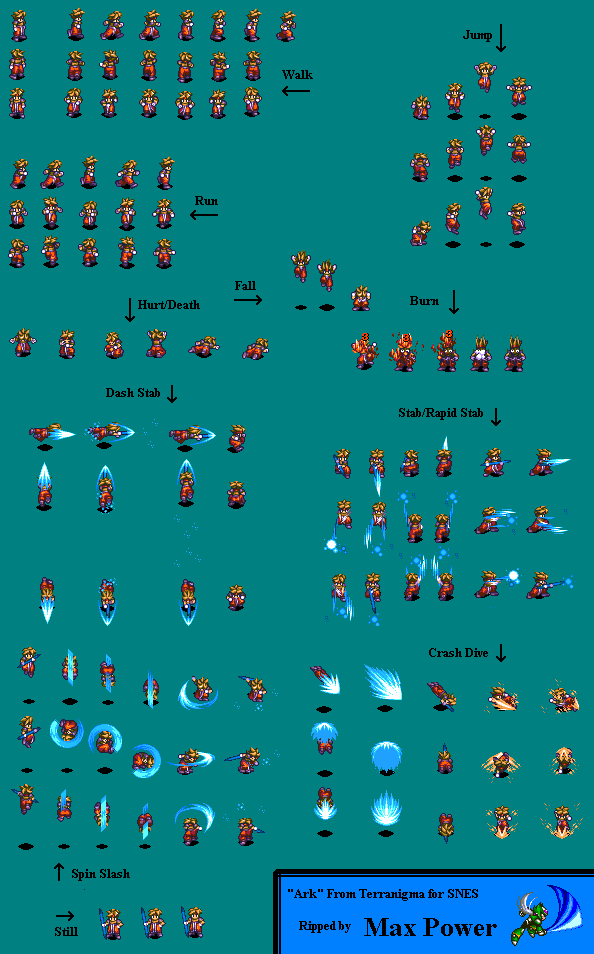 Jump
Walk
Run
Fall
Hurt/Death
Burn
Dash Stab
Stab/Rapid Stab
Crash Dive
Spin Slash
Still
"Ark" From Terranigma for SNES
Ripped by Max Power